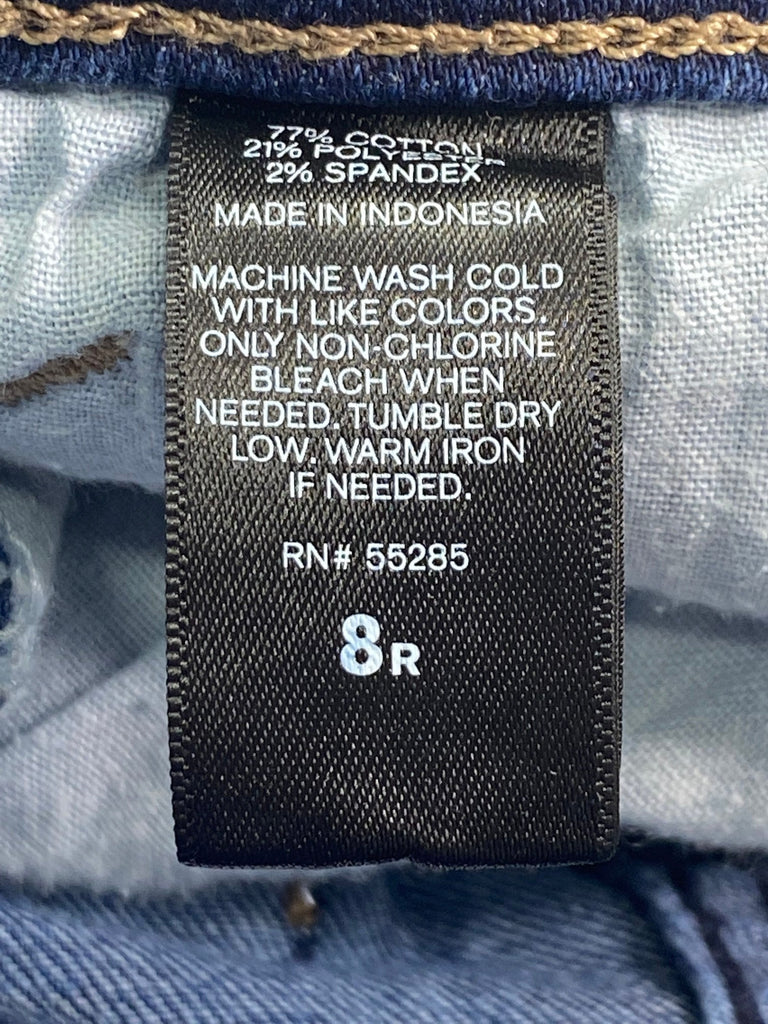 77% COTTON
21% POLYESTER
2% SPANDEX
MADE IN INDONESIA
MACHINE WASH COLD
WITH LIKE COLORS.
ONLY NON-CHLORINE
BLEACH WHEN
NEEDED. TUMBLE DRY
LOW. WARM IRON
IF NEEDED.
RN# 55285
8R